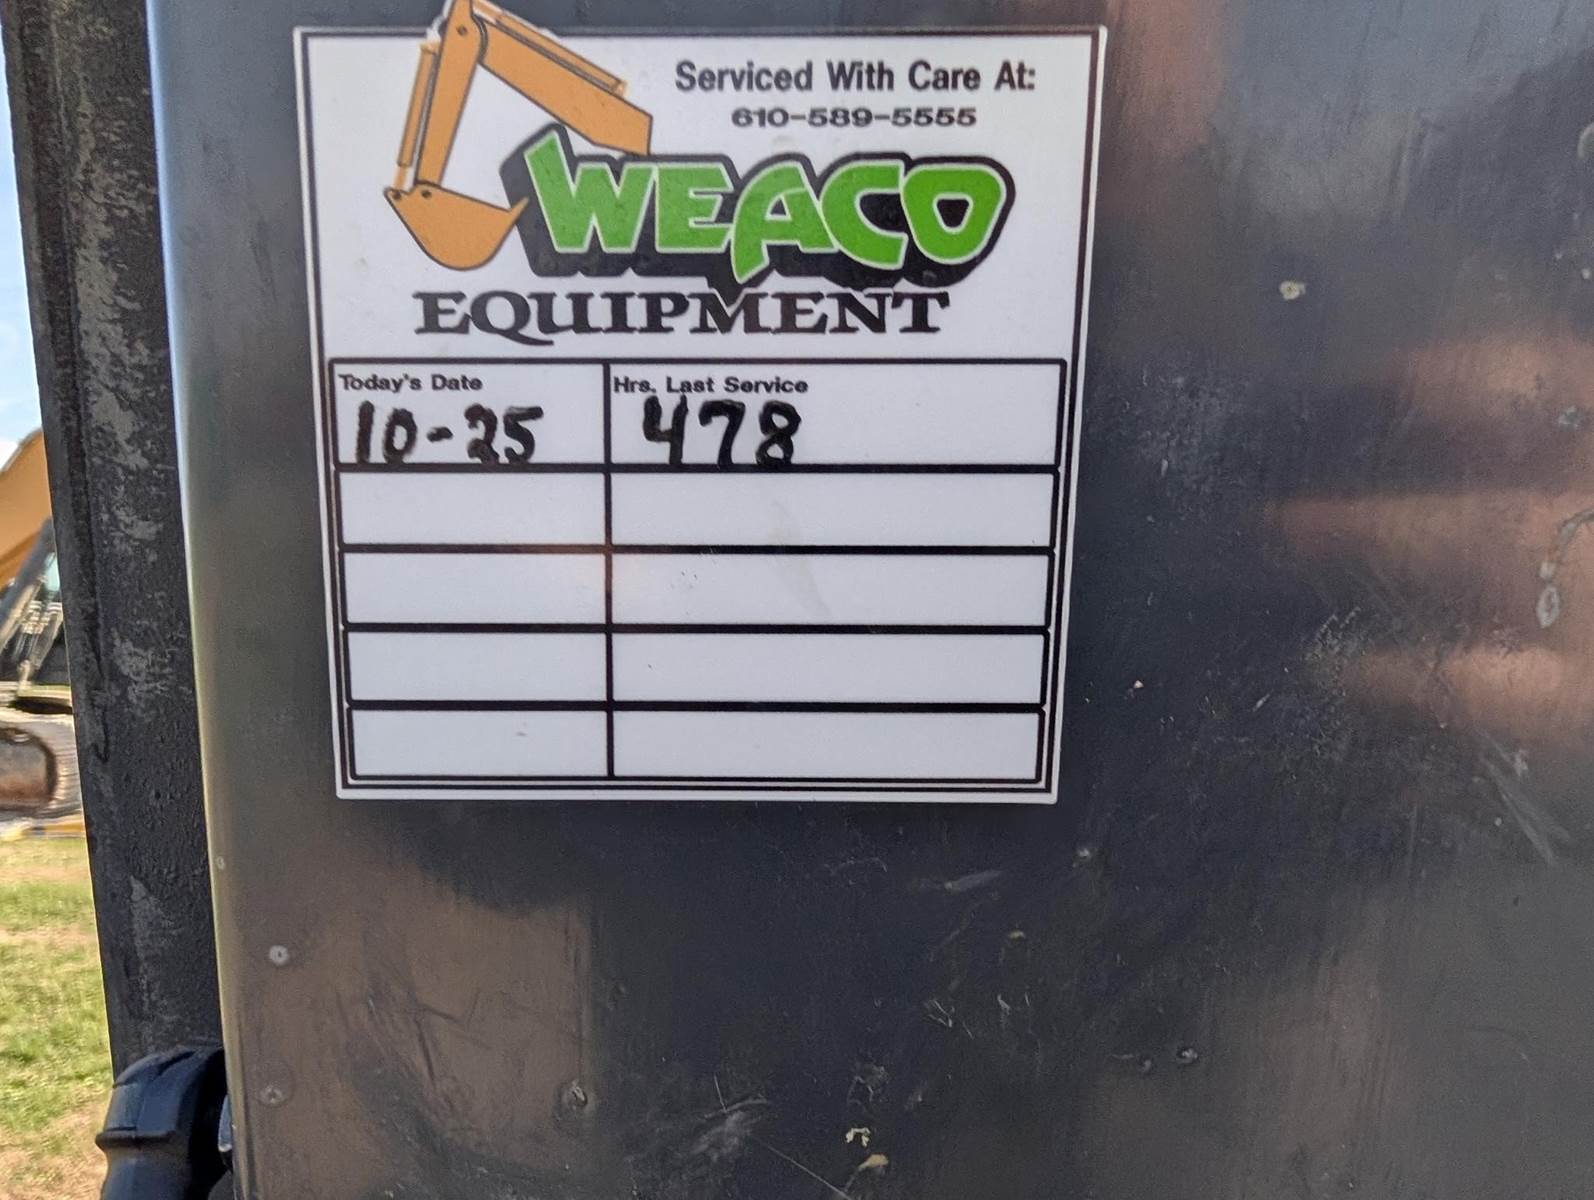 Serviced With Care At:
610-589-5555
WEACO
EQUIPMENT
Today's Date Hrs. Last Service
10-25 478